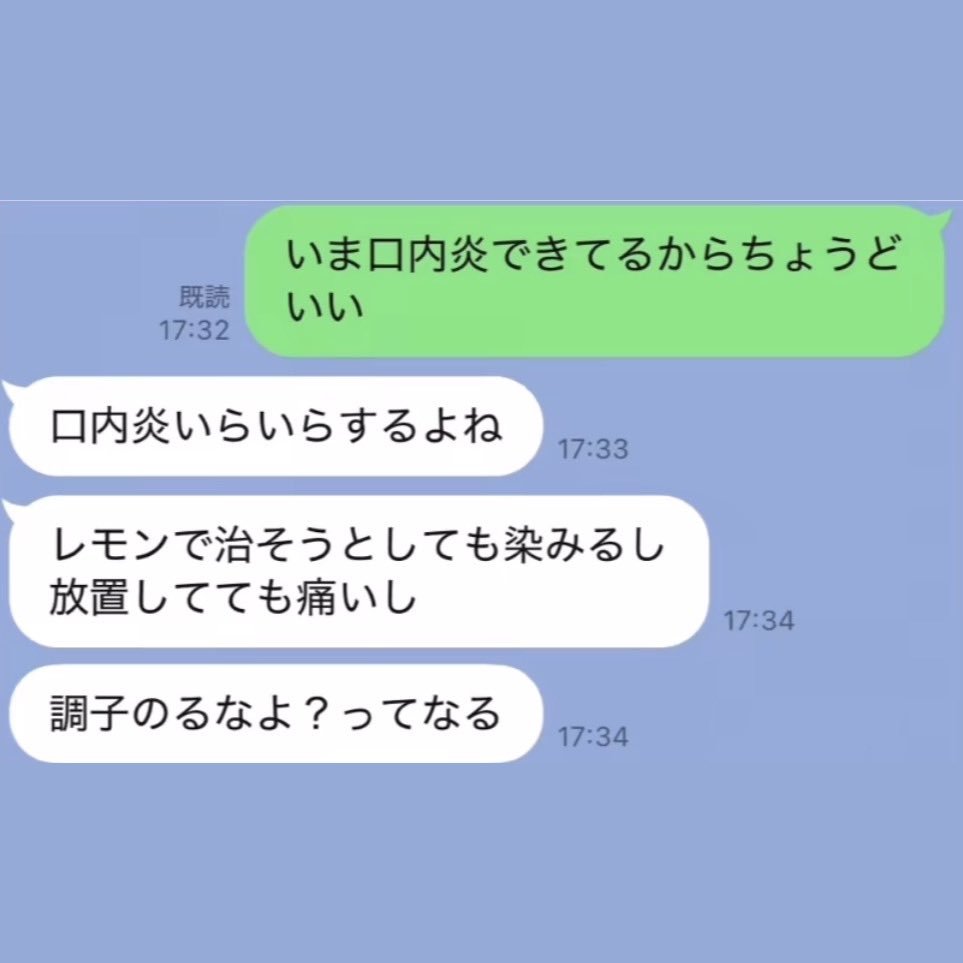 いま口内炎できてるからちょうど
いい
既読
17:32
口内炎いらいらするよね
17:33
レモンで治そうとしても染みるし
放置してても痛いし
17:34
調子のるなよ？ってなる
17:34